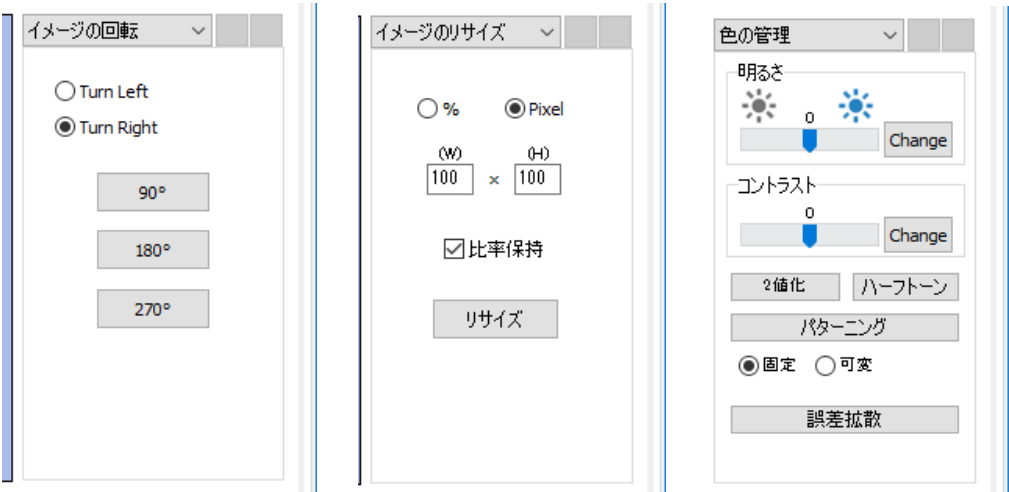 イメージの回転
Turn Left
Turn Right
90°
180°
270°
イメージのリサイズ
%
Pixel
(W) (H)
100 × 100
比率保持
リサイズ
色の管理
明るさ
0
Change
コントラスト
0
Change
2値化 ハーフトーン
パターニング
固定 可変
誤差拡散